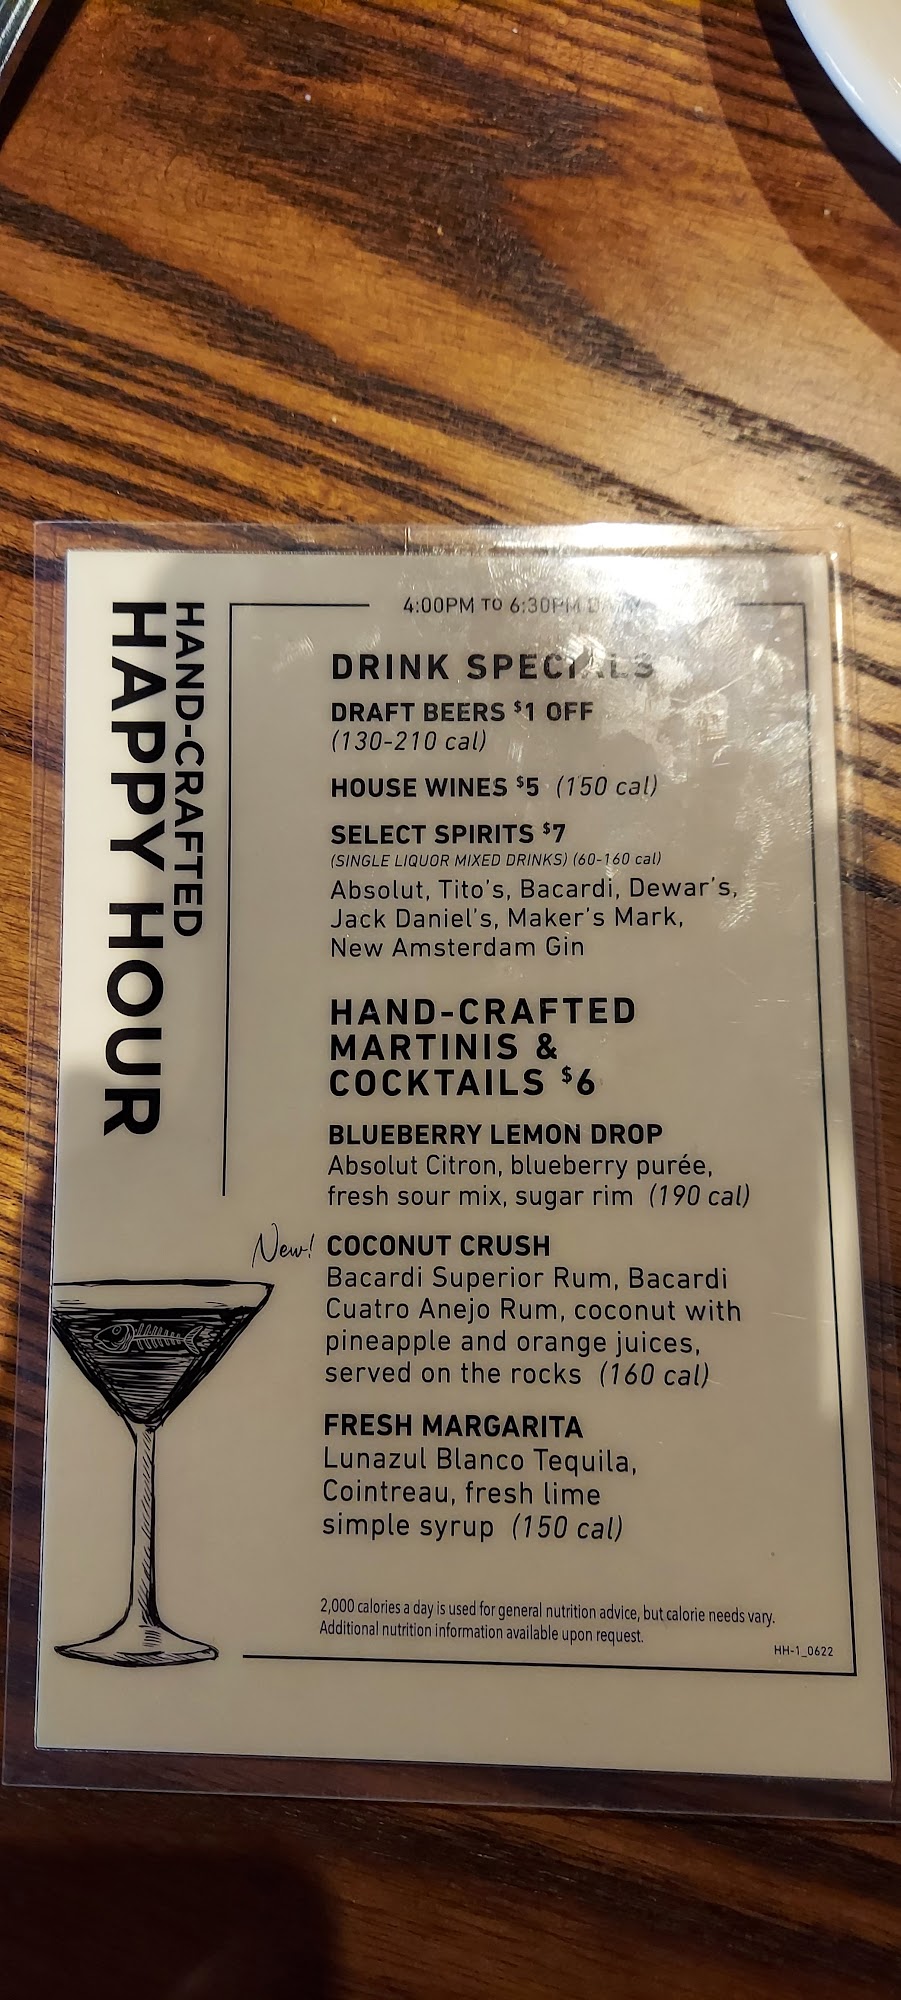 HAND-CRAFTED
HAPPY HOUR
4:00PM TO 6:30PM DAILY
DRINK SPECIALS
DRAFT BEERS $1 OFF
(130-210 cal)
HOUSE WINES $5 (150 cal)
SELECT SPIRITS $7
(SINGLE LIQUOR MIXED DRINKS) (60-160 cal)
Absolut, Tito's, Bacardi, Dewar's,
Jack Daniel's, Maker's Mark,
New Amsterdam Gin
HAND-CRAFTED
MARTINIS &
COCKTAILS $6
BLUEBERRY LEMON DROP
Absolut Citron, blueberry purée,
fresh sour mix, sugar rim (190 cal)
New! COCONUT CRUSH
Bacardi Superior Rum, Bacardi
Cuatro Anejo Rum, coconut with
pineapple and orange juices,
served on the rocks (160 cal)
FRESH MARGARITA
Lunazul Blanco Tequila,
Cointreau, fresh lime
simple syrup (150 cal)
2,000 calories a day is used for general nutrition advice, but calorie needs vary.
Additional nutrition information available upon request.
HH-1_0622